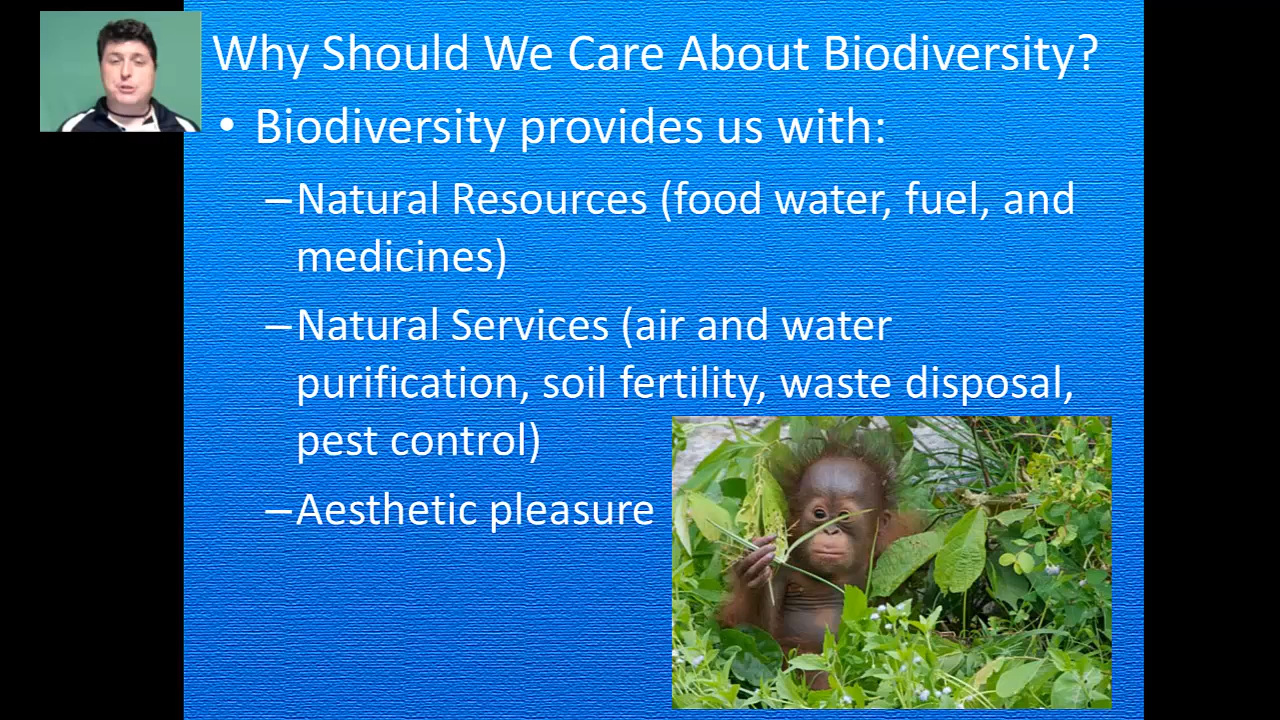 Why Should We Care About Biodiversity?
• Biodiversity provides us with:
–Natural Resources (food water, fuel, and
medicines)
–Natural Services (air and water
purification, soil fertility, waste disposal,
pest control)
–Aesthetic pleasure